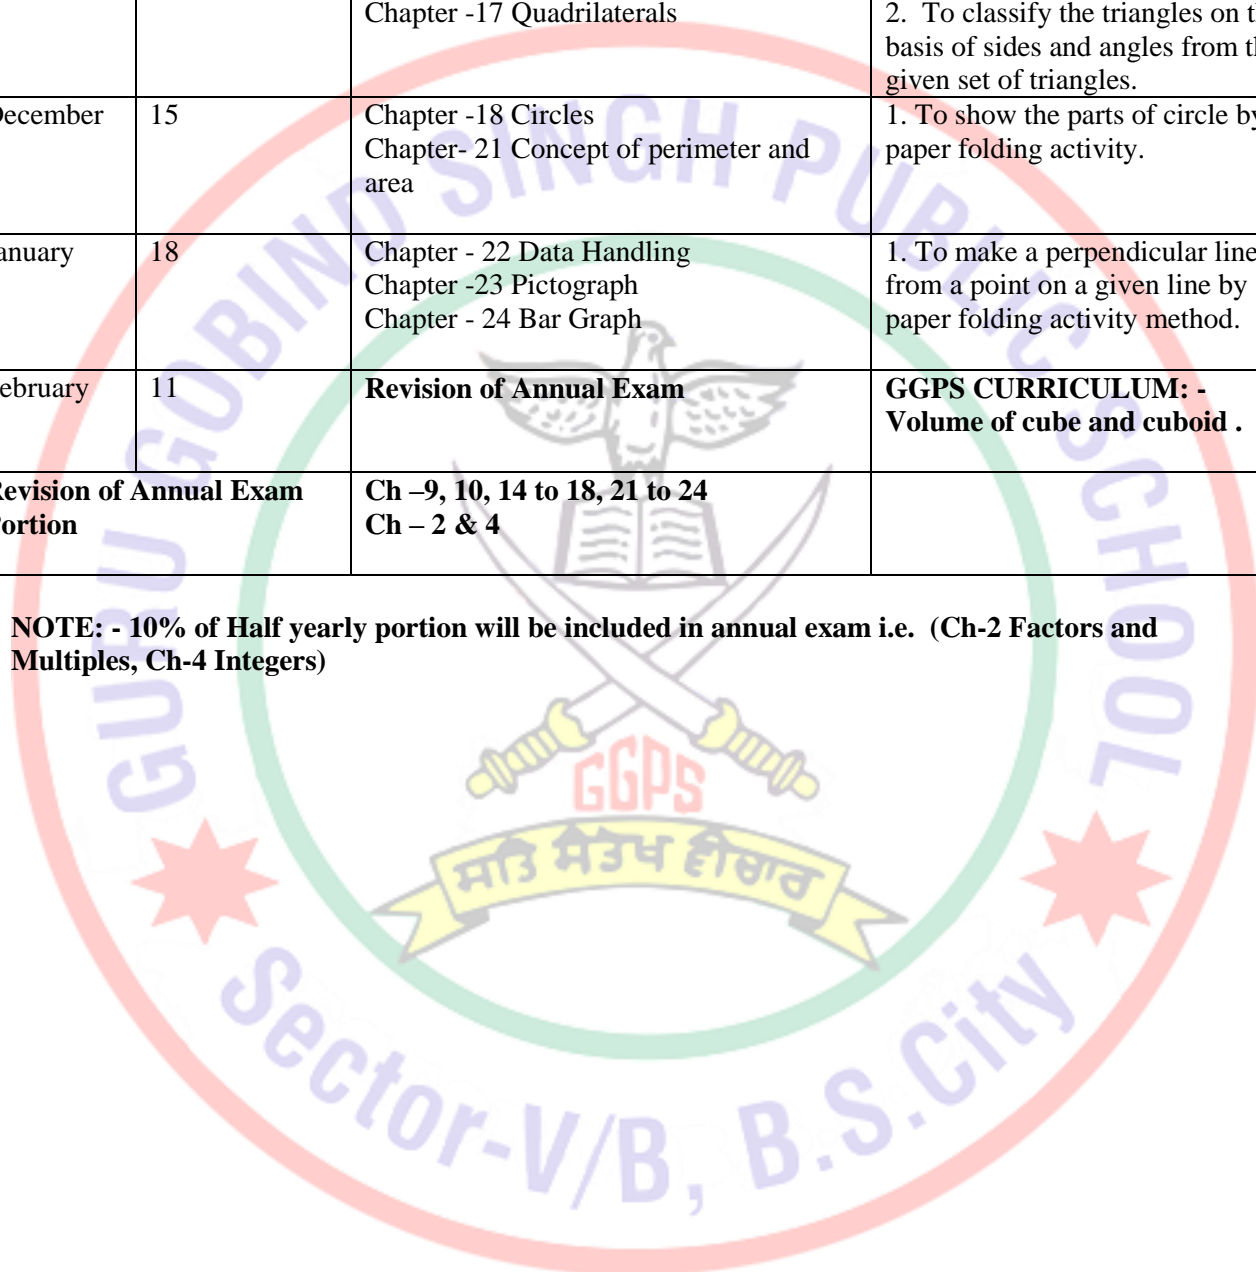 Chapter -17 Quadrilaterals
2. To classify the triangles on t
basis of sides and angles from t
given set of triangles.
December 15 Chapter -18 Circles 1. To show the parts of circle by
Chapter- 21 Concept of perimeter and paper folding activity.
area
anuary 18 Chapter - 22 Data Handling 1. To make a perpendicular line
Chapter -23 Pictograph from a point on a given line by
Chapter - 24 Bar Graph paper folding activity method.
ebruary 11 Revision of Annual Exam GGPS CURRICULUM: -
Volume of cube and cuboid .
Revision of Annual Exam Ch –9, 10, 14 to 18, 21 to 24
Portion Ch – 2 & 4
NOTE: - 10% of Half yearly portion will be included in annual exam i.e. (Ch-2 Factors and
Multiples, Ch-4 Integers)
GURU GOBIND SINGH PUBLIC SCHOOL
GGPS
ਸਤਿ ਸੰਤੋਖ ਵੀਚਾਰ
Sector-V/B, B.S.City